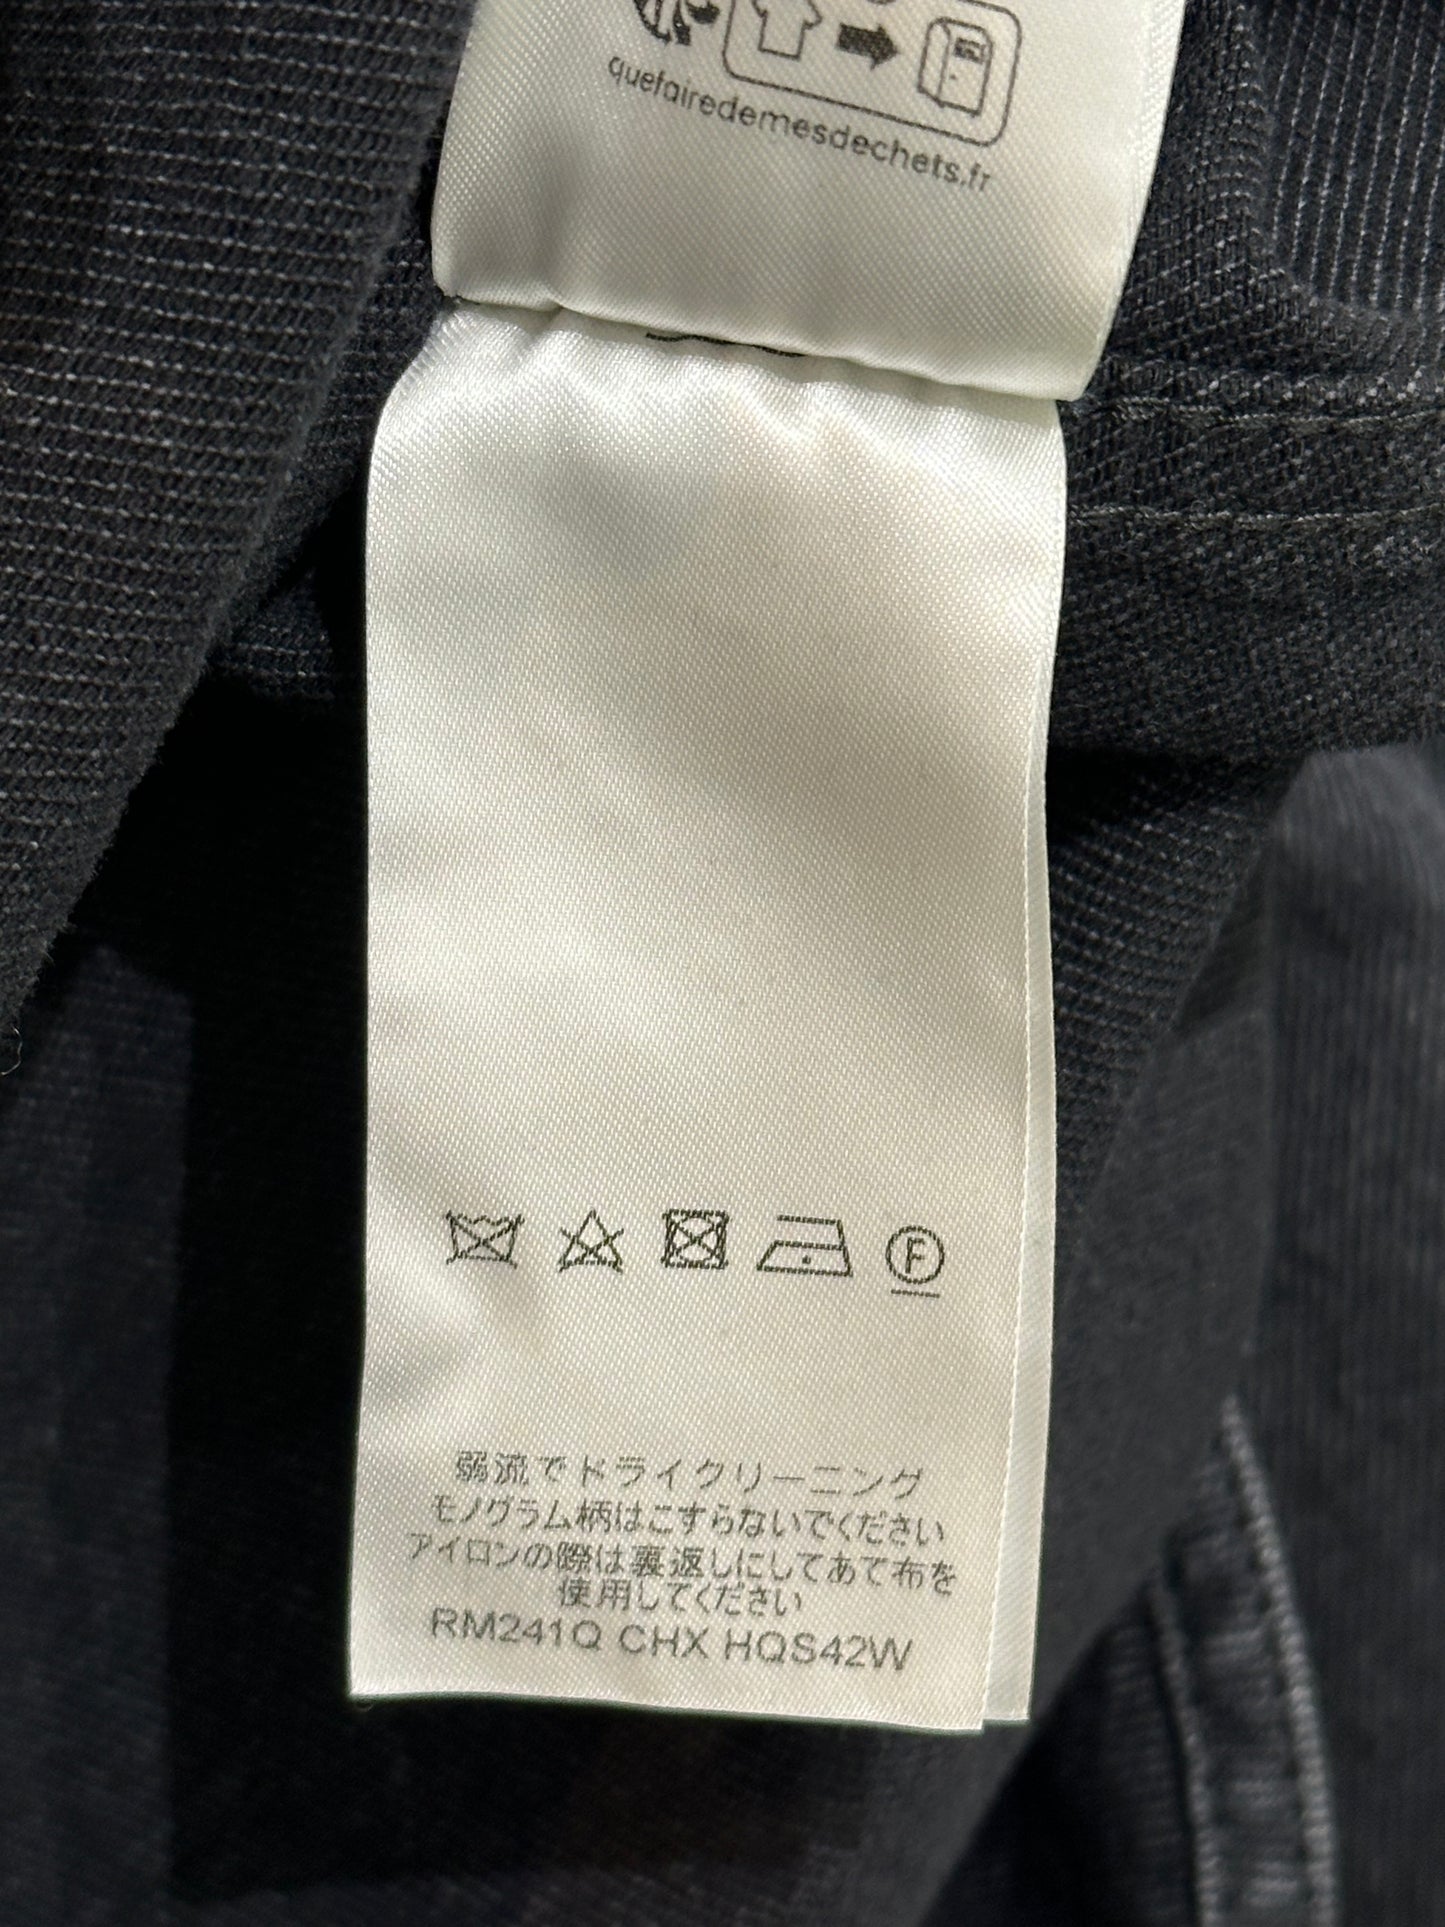 quefairedemesdechets.fr
F
弱流でドライクリーニング
モノグラム柄はこすらないでください
アイロンの際は裏返しにしてあて布を
使用してください
RM241Q CHX HQS42W